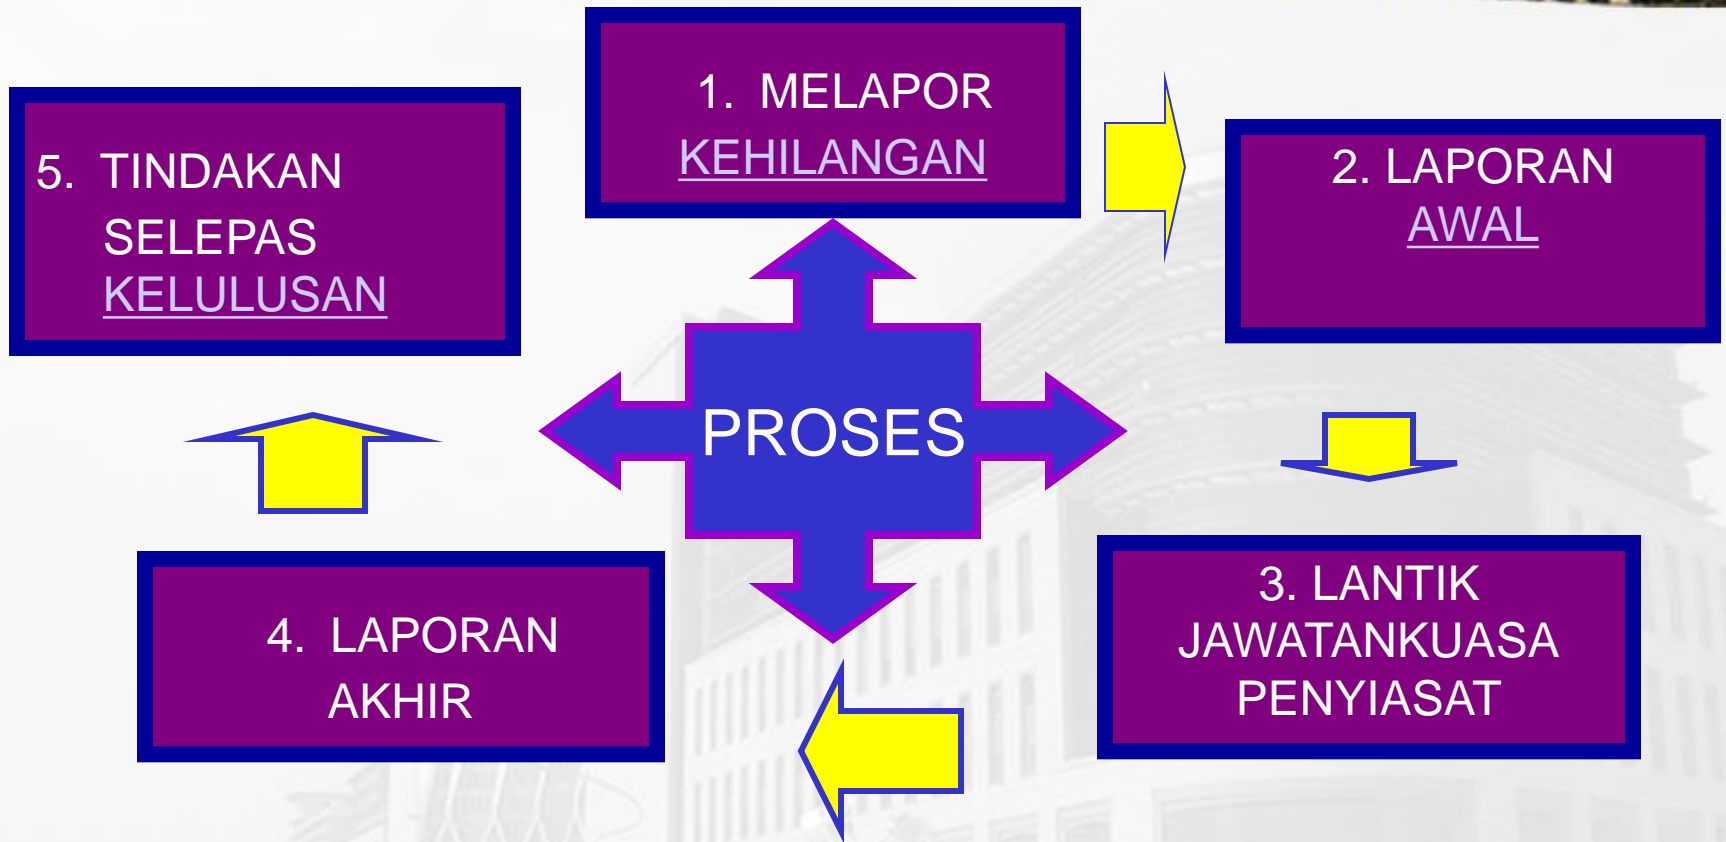 1. MELAPOR
KEHILANGAN
2. LAPORAN
AWAL
3. LANTIK
JAWATANKUASA
PENYIASAT
4. LAPORAN
AKHIR
5. TINDAKAN
SELEPAS
KELULUSAN
PROSES